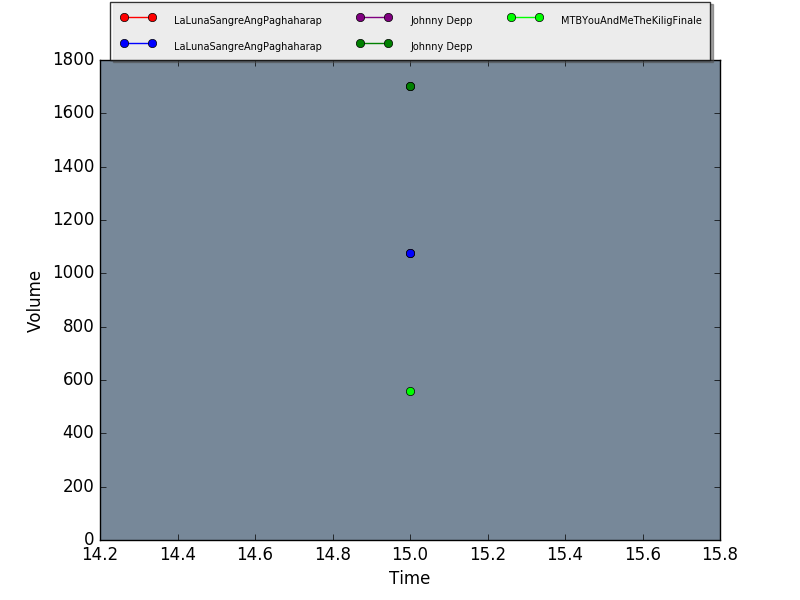 LaLunaSangreAngPaghaharap Johnny Depp MTBYouAndMeTheKiligFinale
LaLunaSangreAngPaghaharap Johnny Depp
1800
1600
1400
1200
1000
800
600
400
200
0
Volume
14.2 14.4 14.6 14.8 15.0 15.2 15.4 15.6 15.8
Time